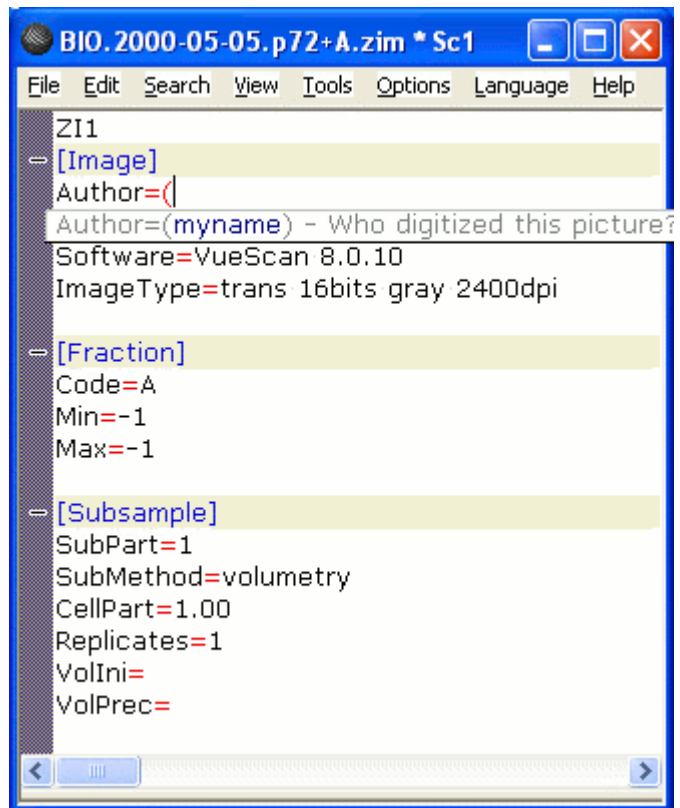 BIO.2000-05-05.p72+A.zim * Sc1
File Edit Search View Tools Options Language Help
ZI1
[Image]
Author=(
Author=(myname) - Who digitized this picture?
Software=VueScan 8.0.10
ImageType=trans 16bits gray 2400dpi
[Fraction]
Code=A
Min=-1
Max=-1
[Subsample]
SubPart=1
SubMethod=volumetry
CellPart=1.00
Replicates=1
VolIni=
VolPrec=